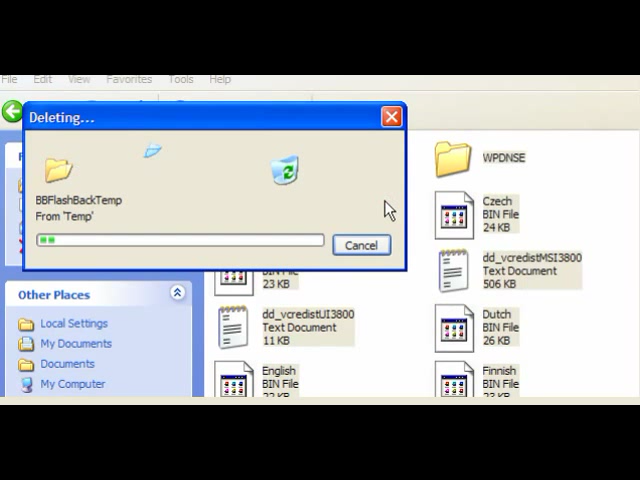 File Edit View Favorites Tools Help
Deleting...
BBFlashBackTemp
From 'Temp'
Cancel
WPDNSE
Czech
BIN File
24 KB
dd_vcredistMSI3800
Text Document
506 KB
BIN File
23 KB
dd_vcredistUI3800
Text Document
11 KB
Dutch
BIN File
26 KB
English
BIN File
Finnish
BIN File
Other Places
Local Settings
My Documents
Documents
My Computer